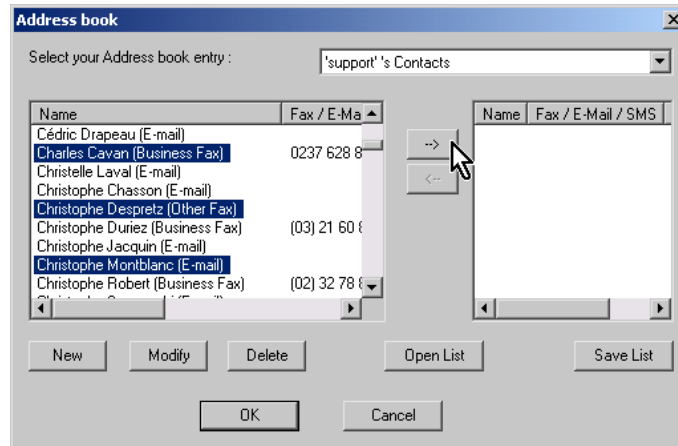 Address book
Select your Address book entry :
'support' 's Contacts
Name Fax / E-Ma
Cédric Drapeau (E-mail)
Charles Cavan (Business Fax) 0237 628 8
Christelle Laval (E-mail)
Christophe Chasson (E-mail)
Christophe Despretz (Other Fax)
Christophe Duriez (Business Fax) (03) 21 60 8
Christophe Jacquin (E-mail)
Christophe Montblanc (E-mail)
Christophe Robert (Business Fax) (02) 32 78 8
-->
<--
Name Fax / E-Mail / SMS
New Modify Delete Open List Save List
OK Cancel